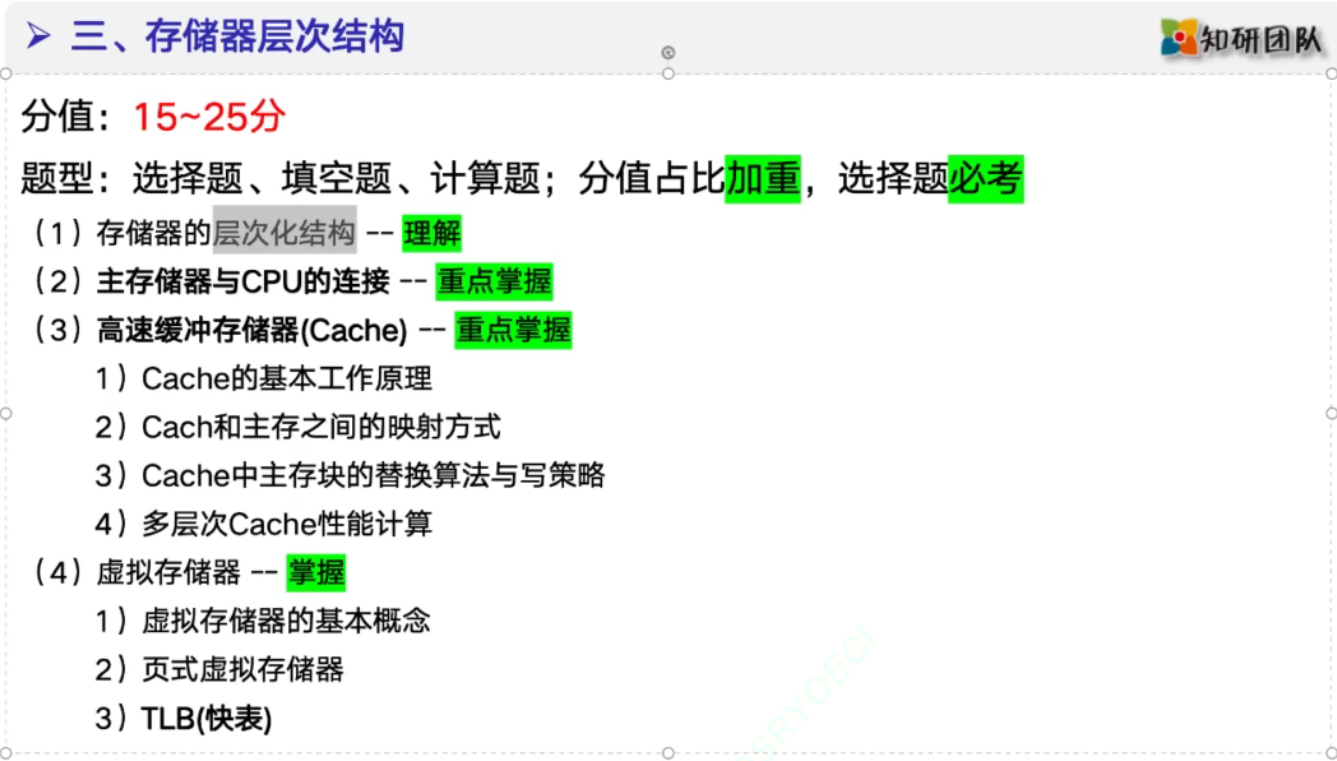 三、存储器层次结构
知研团队
分值：15~25分
题型：选择题、填空题、计算题；分值占比加重，选择题必考
（1）存储器的层次化结构 -- 理解
（2）主存储器与CPU的连接 -- 重点掌握
（3）高速缓冲存储器(Cache) -- 重点掌握
1）Cache的基本工作原理
2）Cach和主存之间的映射方式
3）Cache中主存块的替换算法与写策略
4）多层次Cache性能计算
（4）虚拟存储器 -- 掌握
1）虚拟存储器的基本概念
2）页式虚拟存储器
3）TLB(快表)